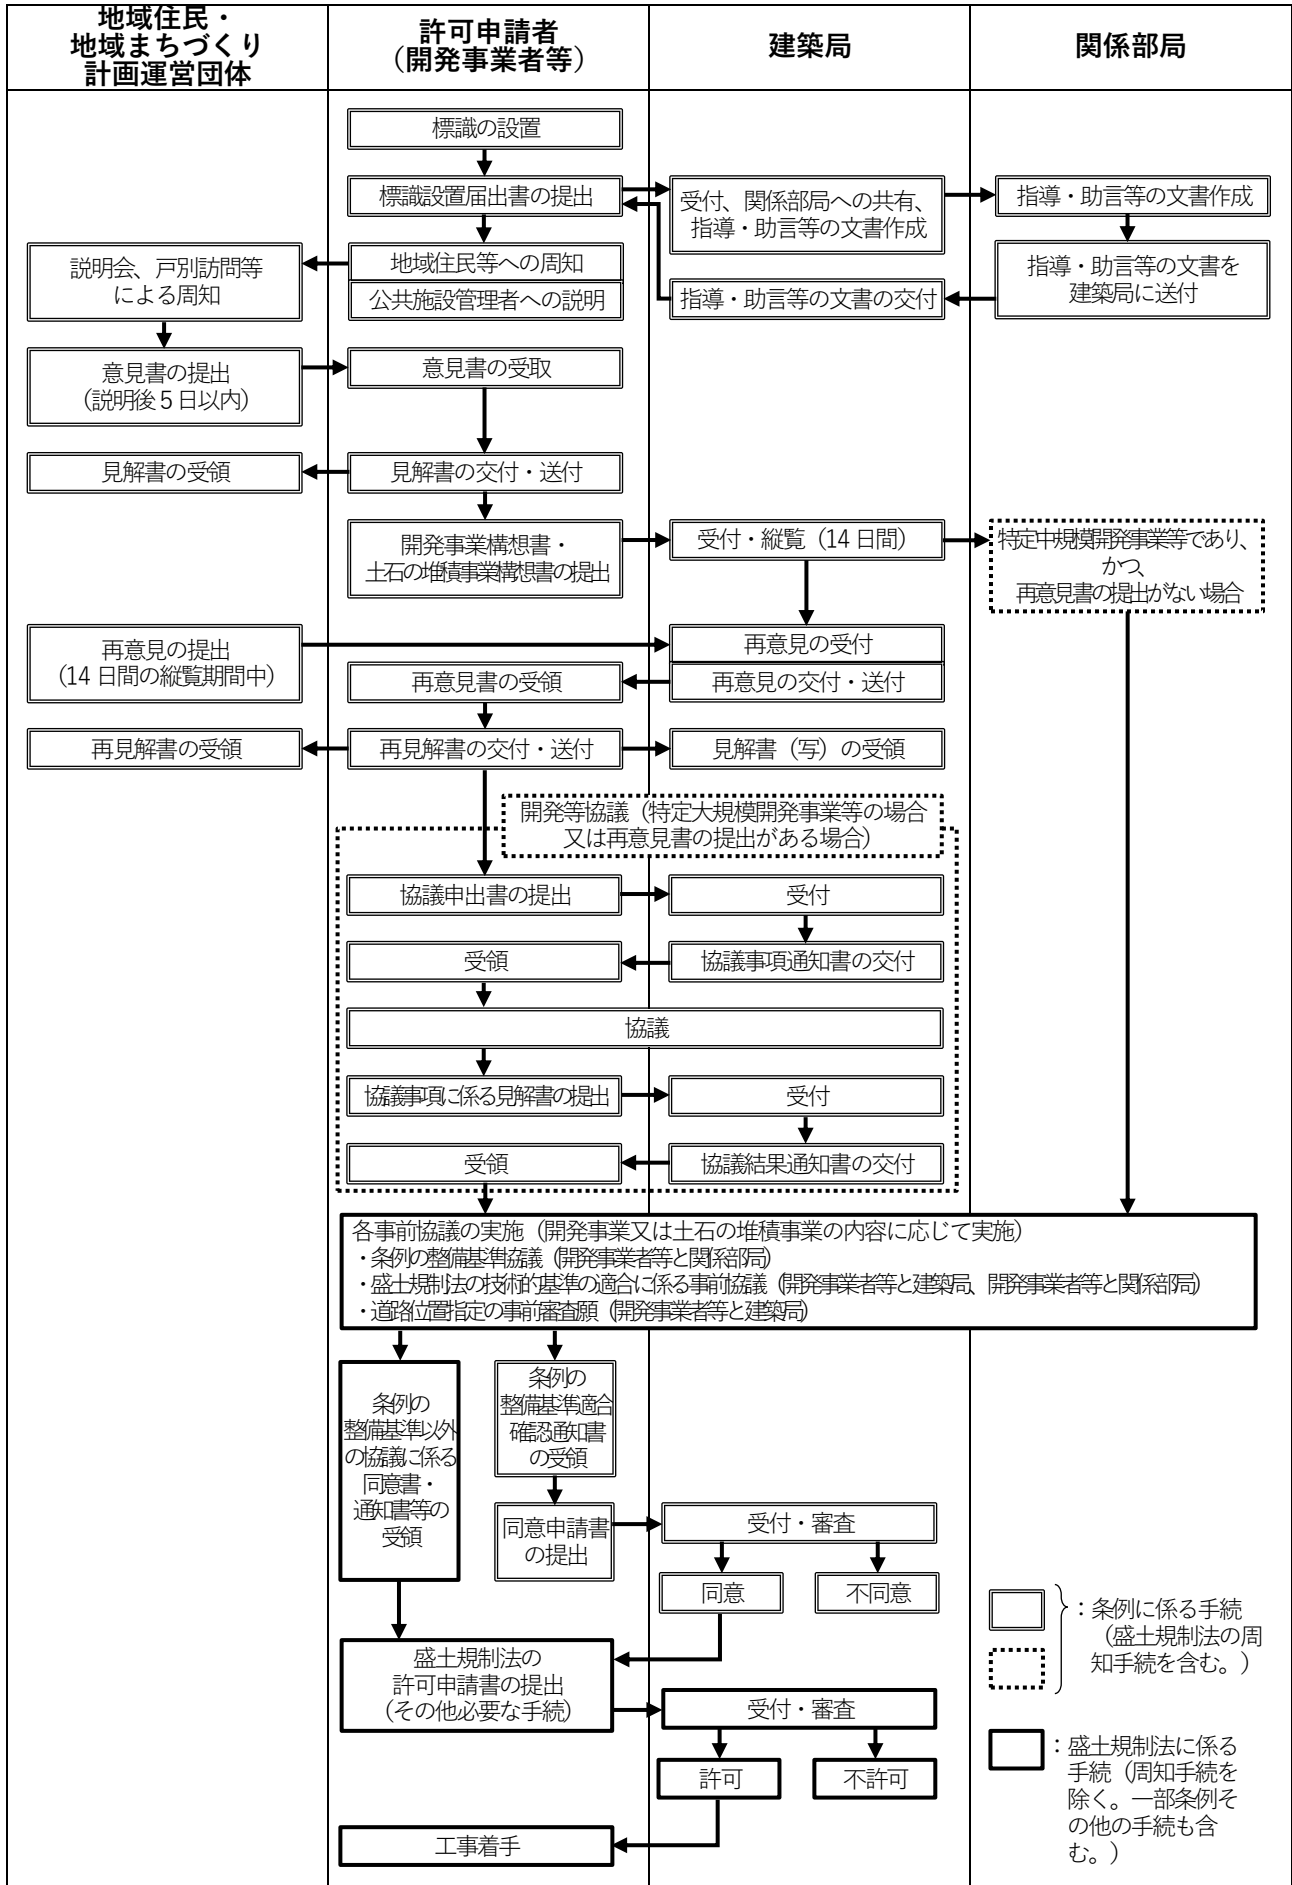 地域住民・
地域まちづくり
計画運営団体
許可申請者
（開発事業者等）
建築局
関係部局
標識の設置
標識設置届出書の提出
受付、関係部局への共有、
指導・助言等の文書作成
指導・助言等の文書作成
説明会、戸別訪問等
による周知
地域住民等への周知
公共施設管理者への説明
指導・助言等の文書の交付
指導・助言等の文書を
建築局に送付
意見書の提出
（説明後５日以内）
意見書の受取
見解書の受領
見解書の交付・送付
開発事業構想書・
土石の堆積事業構想書の提出
受付・縦覧（14 日間）
特定中規模開発事業等であり、
かつ、
再意見書の提出がない場合
再意見の提出
（14 日間の縦覧期間中）
再意見の受付
再意見書の受領
再意見の交付・送付
再見解書の受領
再見解書の交付・送付
見解書（写）の受領
開発等協議（特定大規模開発事業等の場合
又は再意見書の提出がある場合）
協議申出書の提出
受付
受領
協議事項通知書の交付
協議
協議事項に係る見解書の提出
受付
受領
協議結果通知書の交付
各事前協議の実施（開発事業又は土石の堆積事業の内容に応じて実施）
・条例の整備基準協議（開発事業者等と関係部局）
・盛土規制法の技術的基準の適合に係る事前協議（開発事業者等と建築局、開発事業者等と関係部局）
・道路位置指定の事前審査願（開発事業者等と建築局）
条例の
整備基準以外
の協議に係る
同意書・
通知書等の
受領
条例の
整備基準適合
確認通知書
の受領
同意申請書
の提出
受付・審査
同意
不同意
盛土規制法の
許可申請書の提出
（その他必要な手続）
受付・審査
許可
不許可
工事着手
：条例に係る手続
（盛土規制法の周
知手続を含む。）
：盛土規制法に係る
手続（周知手続を
除く。一部条例そ
の他の手続も含
む。）